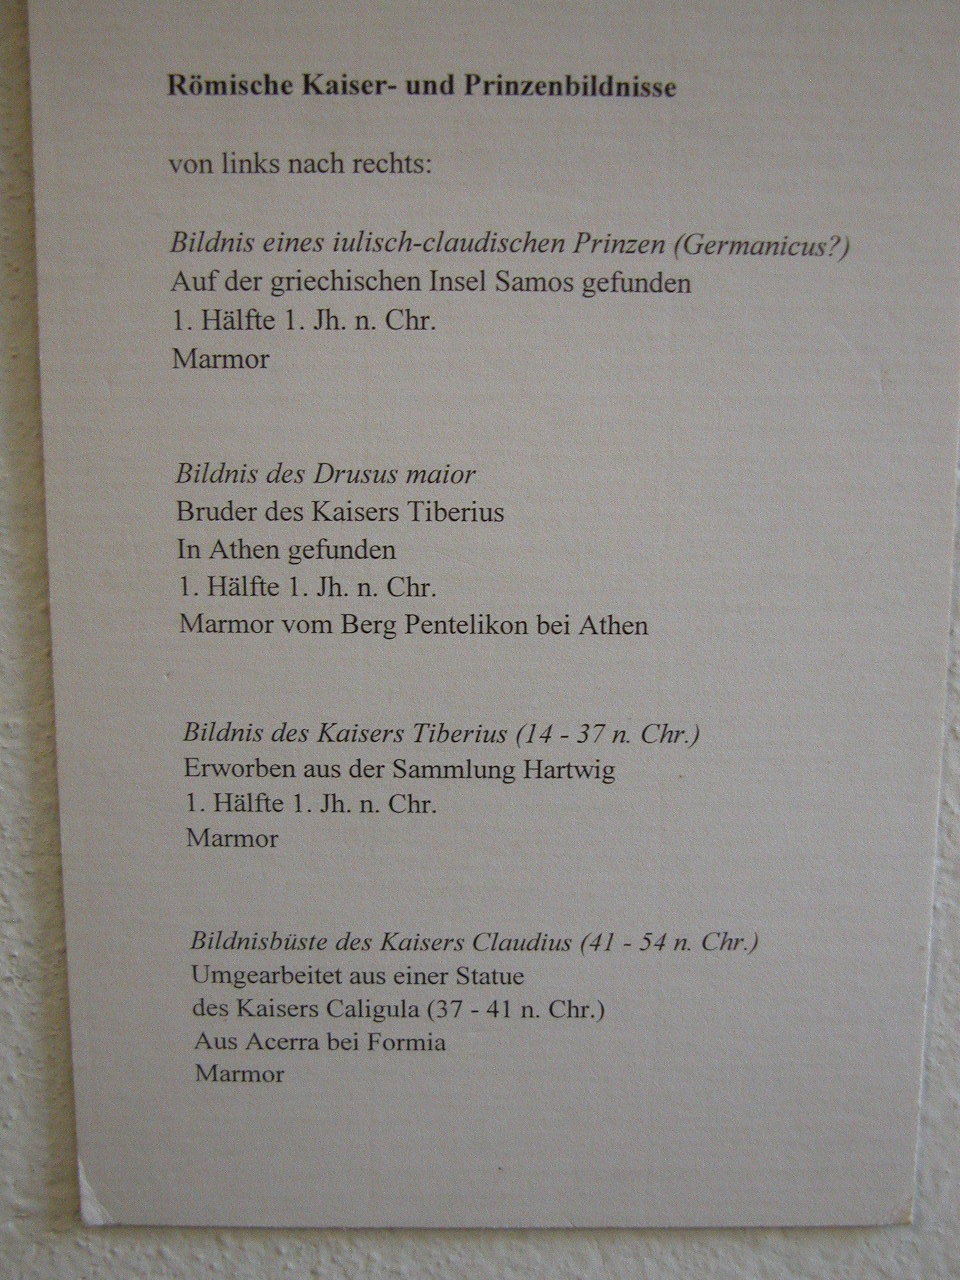 Römische Kaiser- und Prinzenbildnisse
von links nach rechts:
Bildnis eines iulisch-claudischen Prinzen (Germanicus?)
Auf der griechischen Insel Samos gefunden
1. Hälfte 1. Jh. n. Chr.
Marmor
Bildnis des Drusus maior
Bruder des Kaisers Tiberius
In Athen gefunden
1. Hälfte 1. Jh. n. Chr.
Marmor vom Berg Pentelikon bei Athen
Bildnis des Kaisers Tiberius (14 - 37 n. Chr.)
Erworben aus der Sammlung Hartwig
1. Hälfte 1. Jh. n. Chr.
Marmor
Bildnisbüste des Kaisers Claudius (41 - 54 n. Chr.)
Umgearbeitet aus einer Statue
des Kaisers Caligula (37 - 41 n. Chr.)
Aus Acerra bei Formia
Marmor